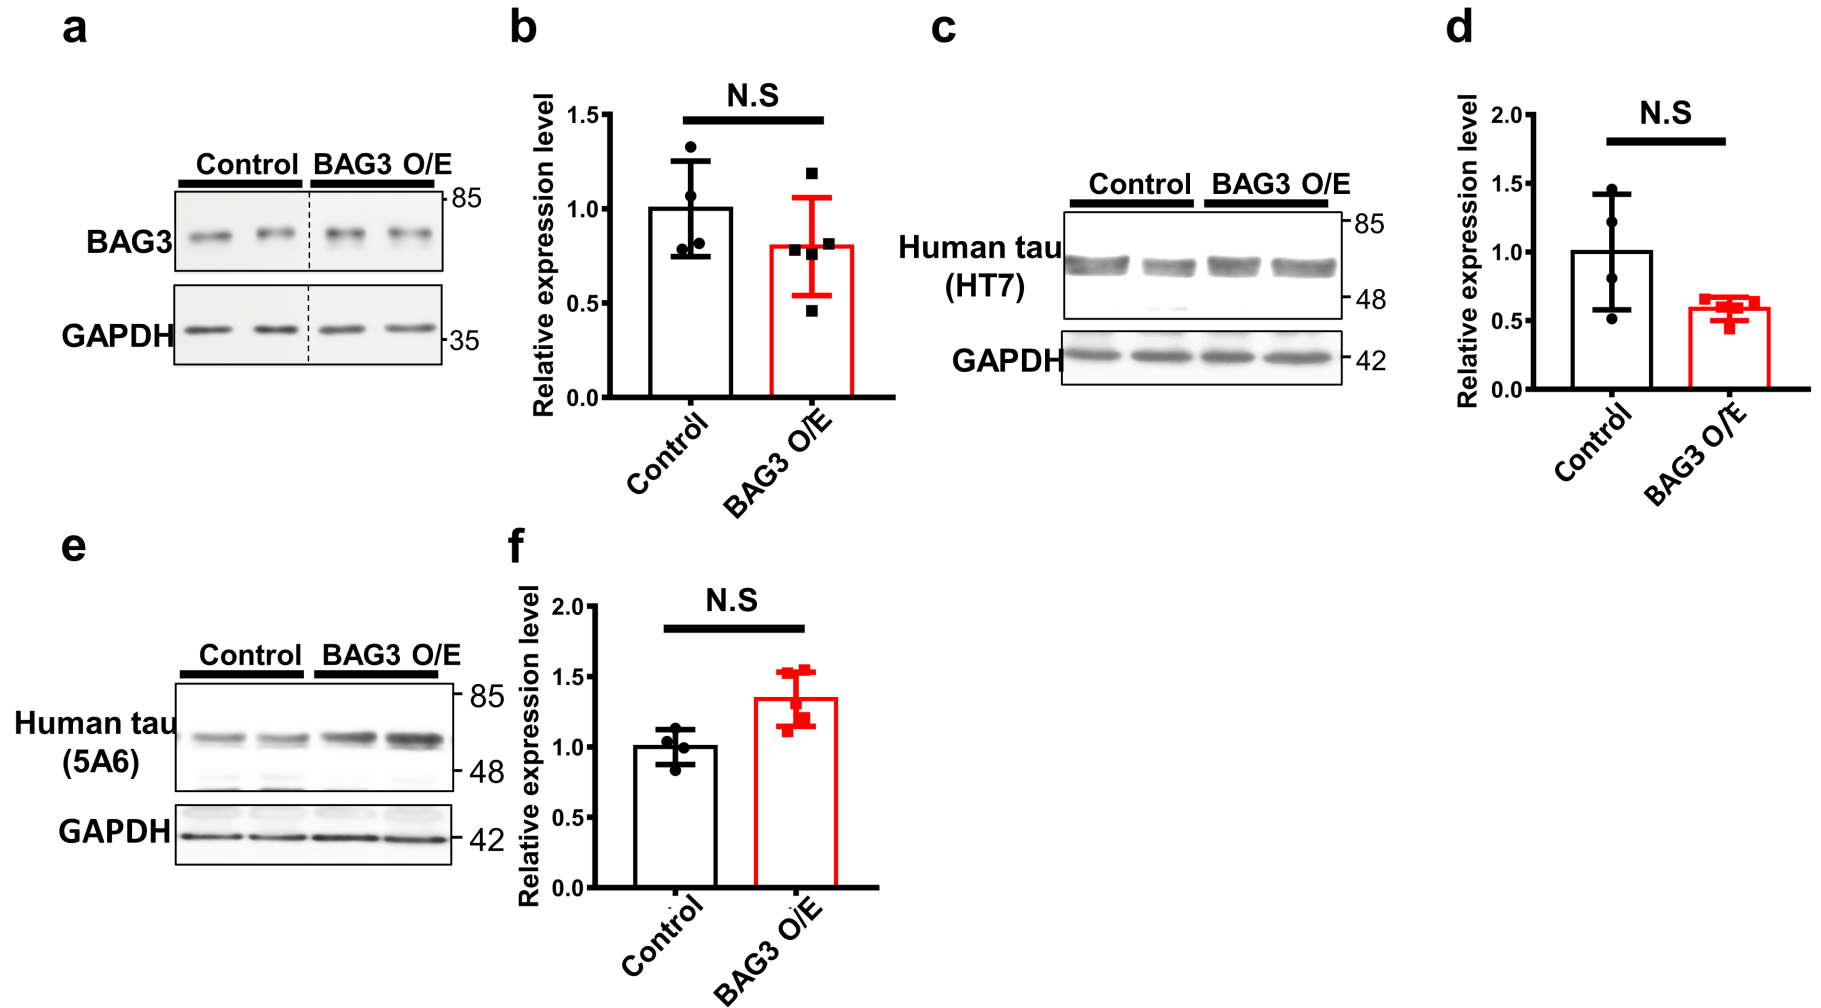 a
Control BAG3 O/E
85
BAG3
GAPDH
35
b
N.S
Relative expression level
1.5
1.0
0.5
0.0
Control
BAG3 O/E
c
Control BAG3 O/E
85
Human tau
(HT7)
48
GAPDH
42
d
N.S
Relative expression level
2.0
1.5
1.0
0.5
0.0
Control
BAG3 O/E
e
Control BAG3 O/E
85
Human tau
(5A6)
48
GAPDH
42
f
N.S
Relative expression level
2.0
1.5
1.0
0.5
0.0
Control
BAG3 O/E